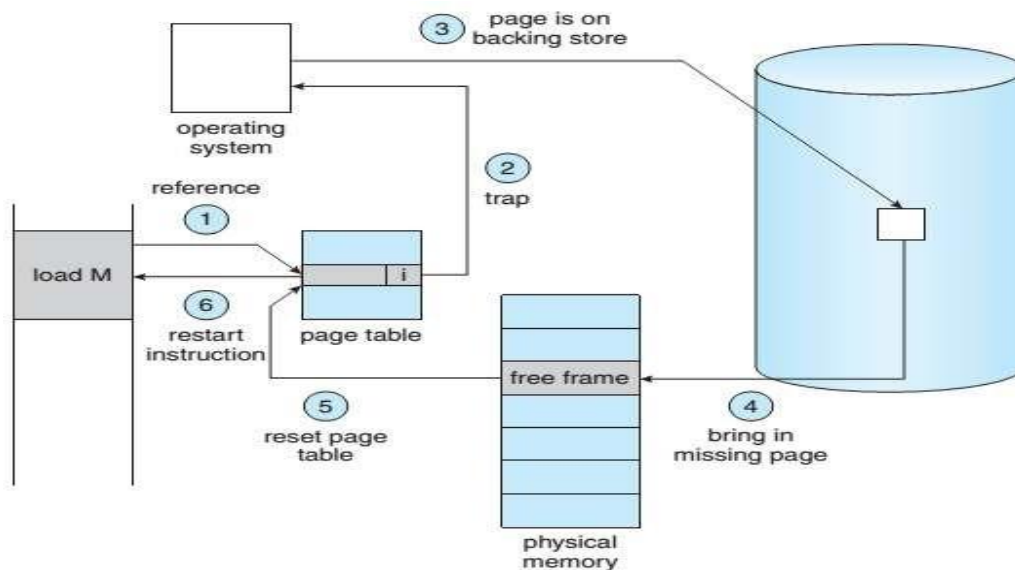 3
page is on
backing store
operating
system
2
trap
reference
1
load M
i
6
restart
instruction
page table
free frame
5
reset page
table
4
bring in
missing page
physical
memory